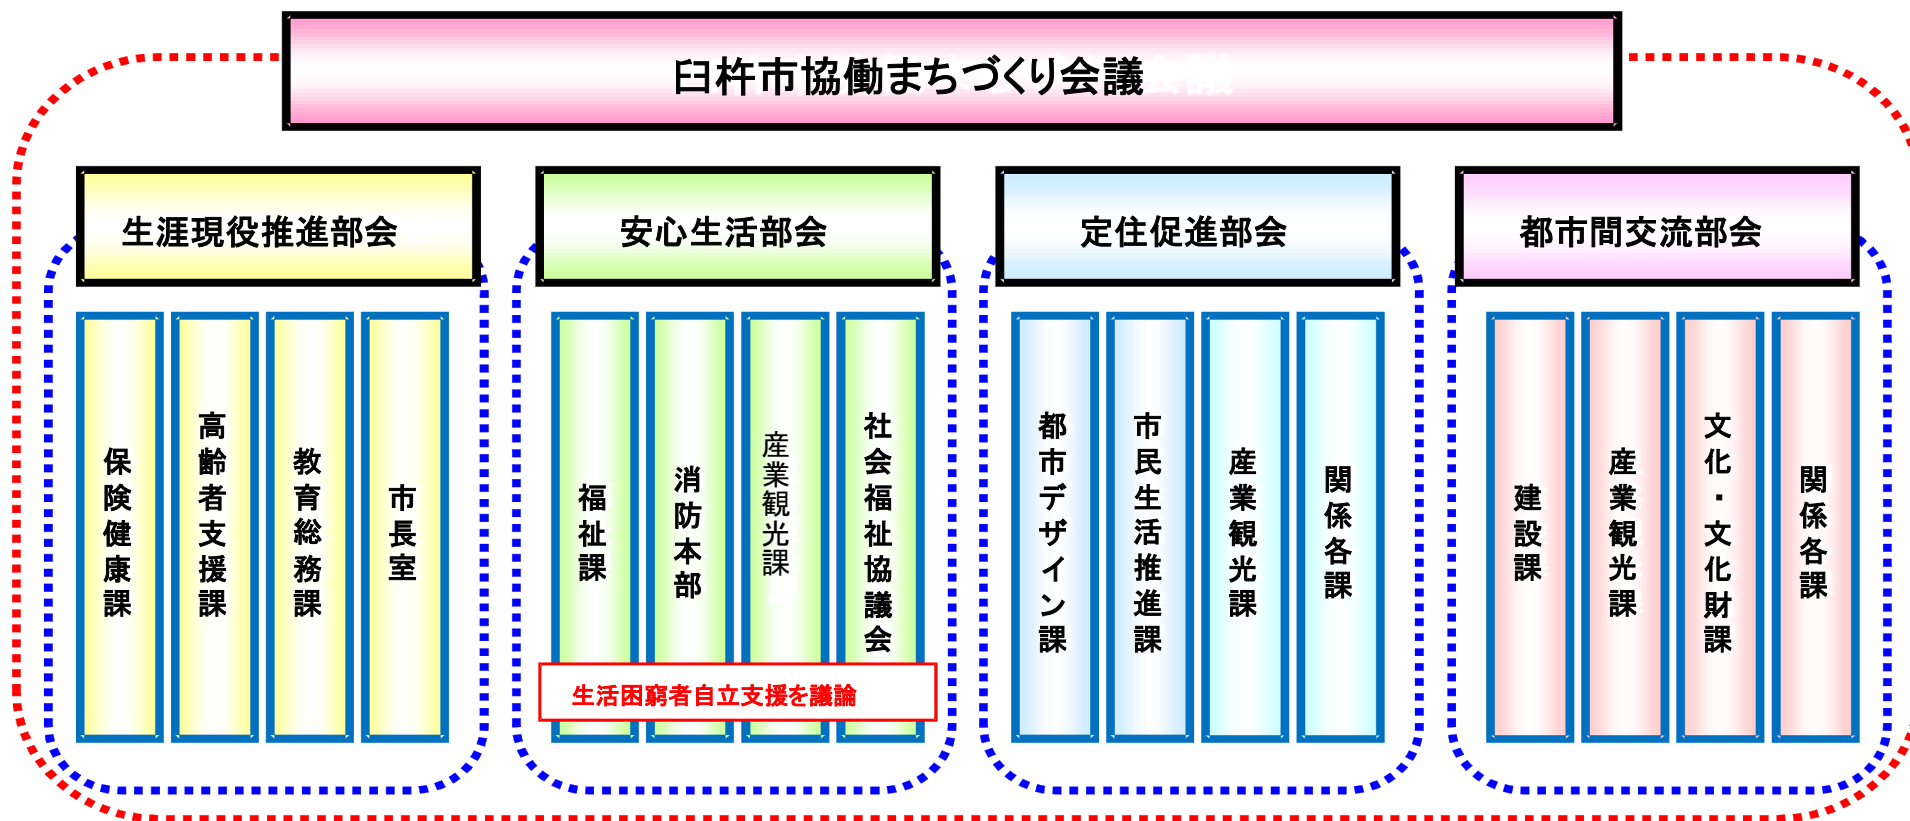 臼杵市協働まちづくり会議
生涯現役推進部会
安心生活部会
定住促進部会
都市間交流部会
保険健康課
高齢者支援課
教育総務課
市長室
福祉課
消防本部
産業観光課
社会福祉協議会
都市デザイン課
市民生活推進課
産業観光課
関係各課
建設課
産業観光課
文化・文化財課
関係各課
生活困窮者自立支援を議論